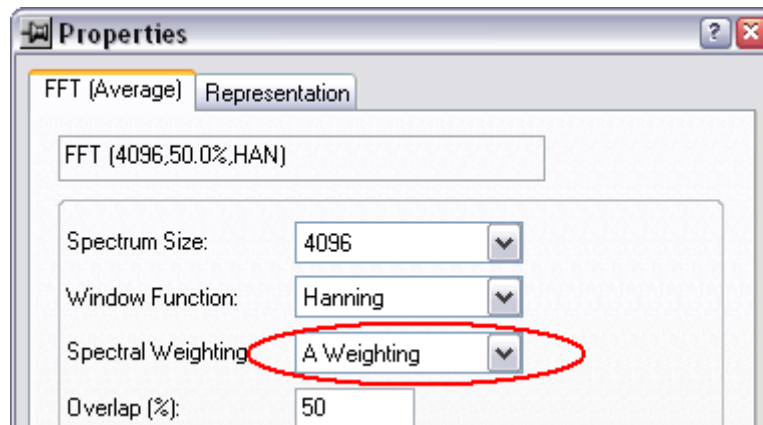 Properties
FFT (Average) Representation
FFT (4096,50.0%,HAN)
Spectrum Size: 4096
Window Function: Hanning
Spectral Weighting A Weighting
Overlap (%): 50